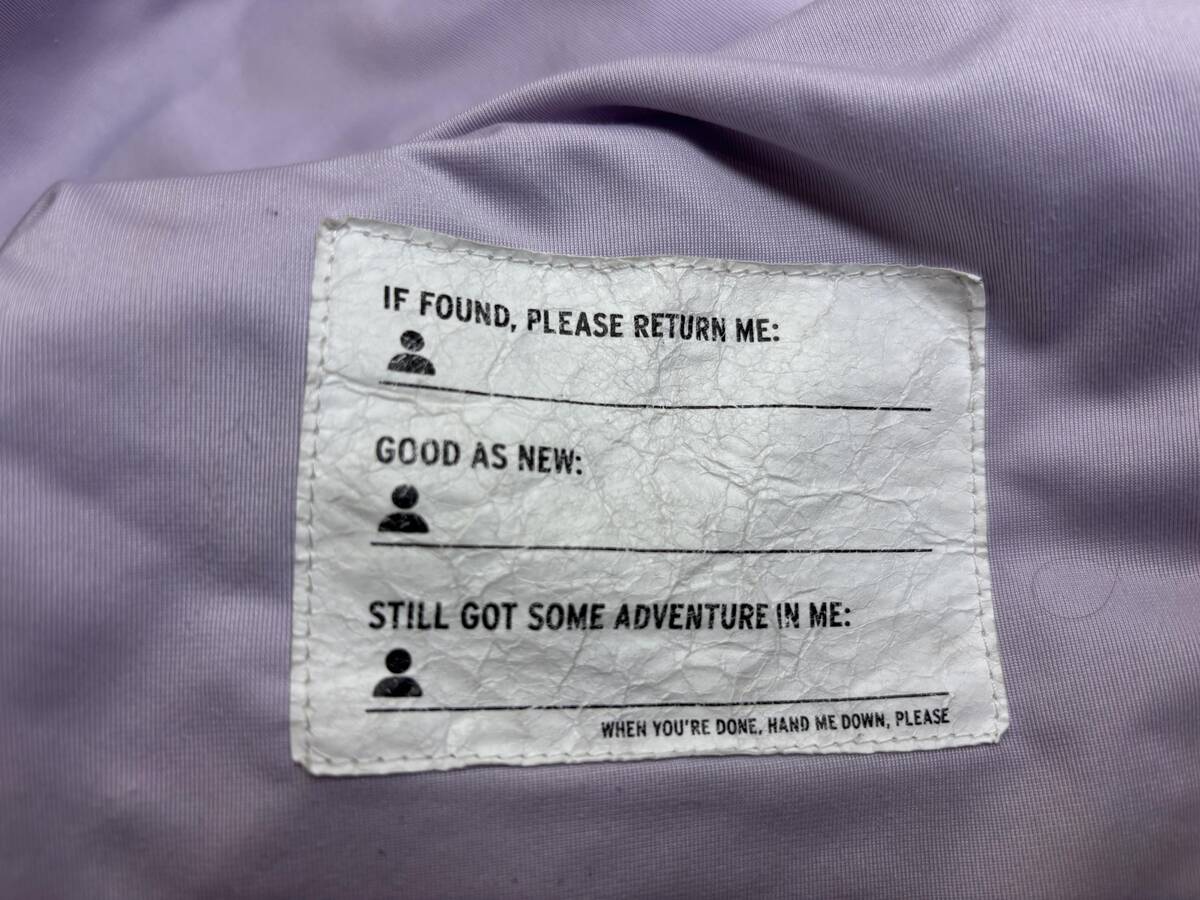 IF FOUND, PLEASE RETURN ME:
GOOD AS NEW:
STILL GOT SOME ADVENTURE IN ME:
WHEN YOU'RE DONE, HAND ME DOWN, PLEASE